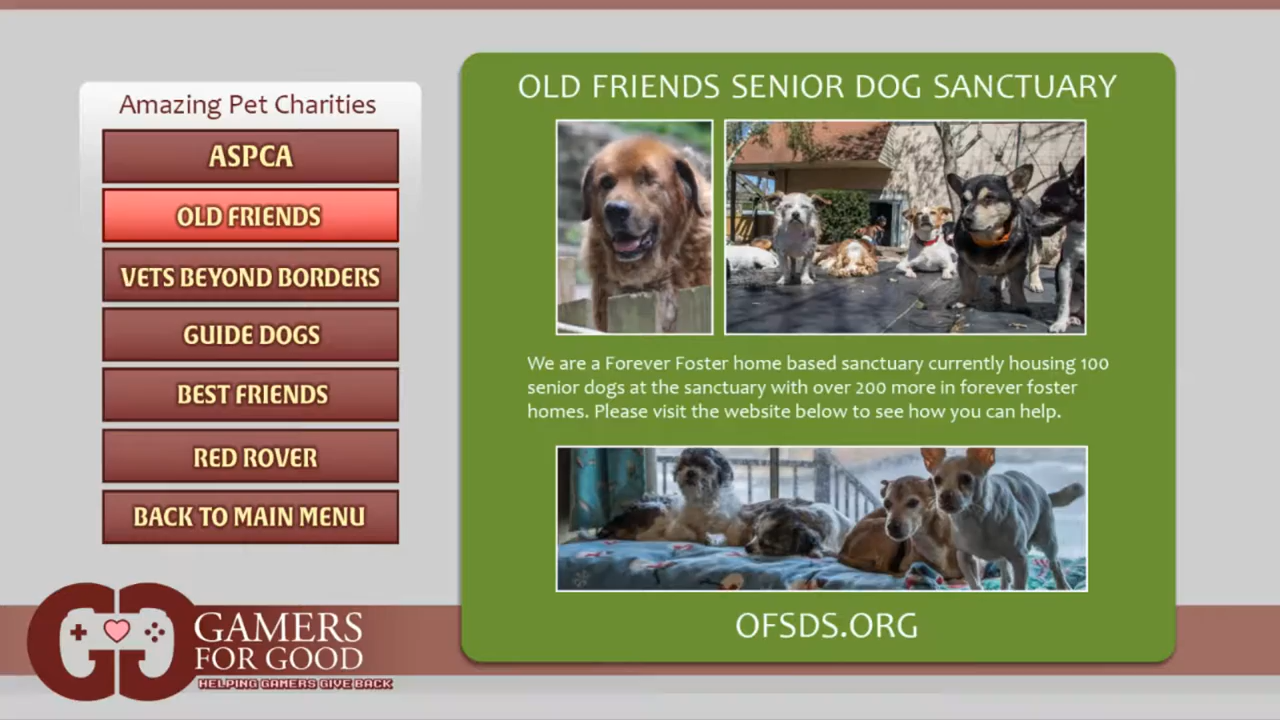 Amazing Pet Charities
ASPCA
OLD FRIENDS
VETS BEYOND BORDERS
GUIDE DOGS
BEST FRIENDS
RED ROVER
BACK TO MAIN MENU
GAMERS
FOR GOOD
HELPING GAMERS GIVE BACK
OLD FRIENDS SENIOR DOG SANCTUARY
We are a Forever Foster home based sanctuary currently housing 100
senior dogs at the sanctuary with over 200 more in forever foster
homes. Please visit the website below to see how you can help.
OFSDS.ORG